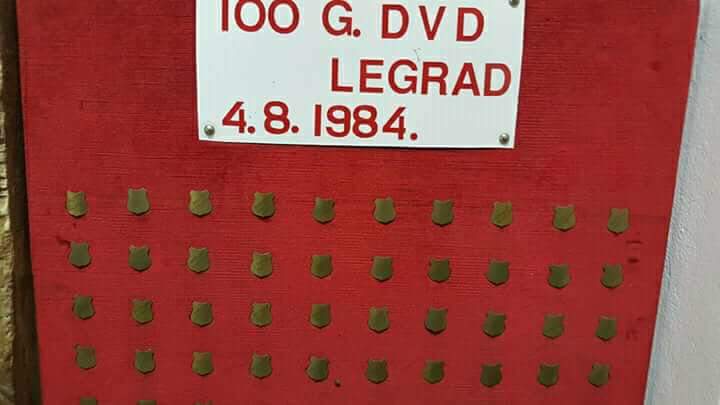 100 G. DVD
LEGRAD
4. 8. 1984.